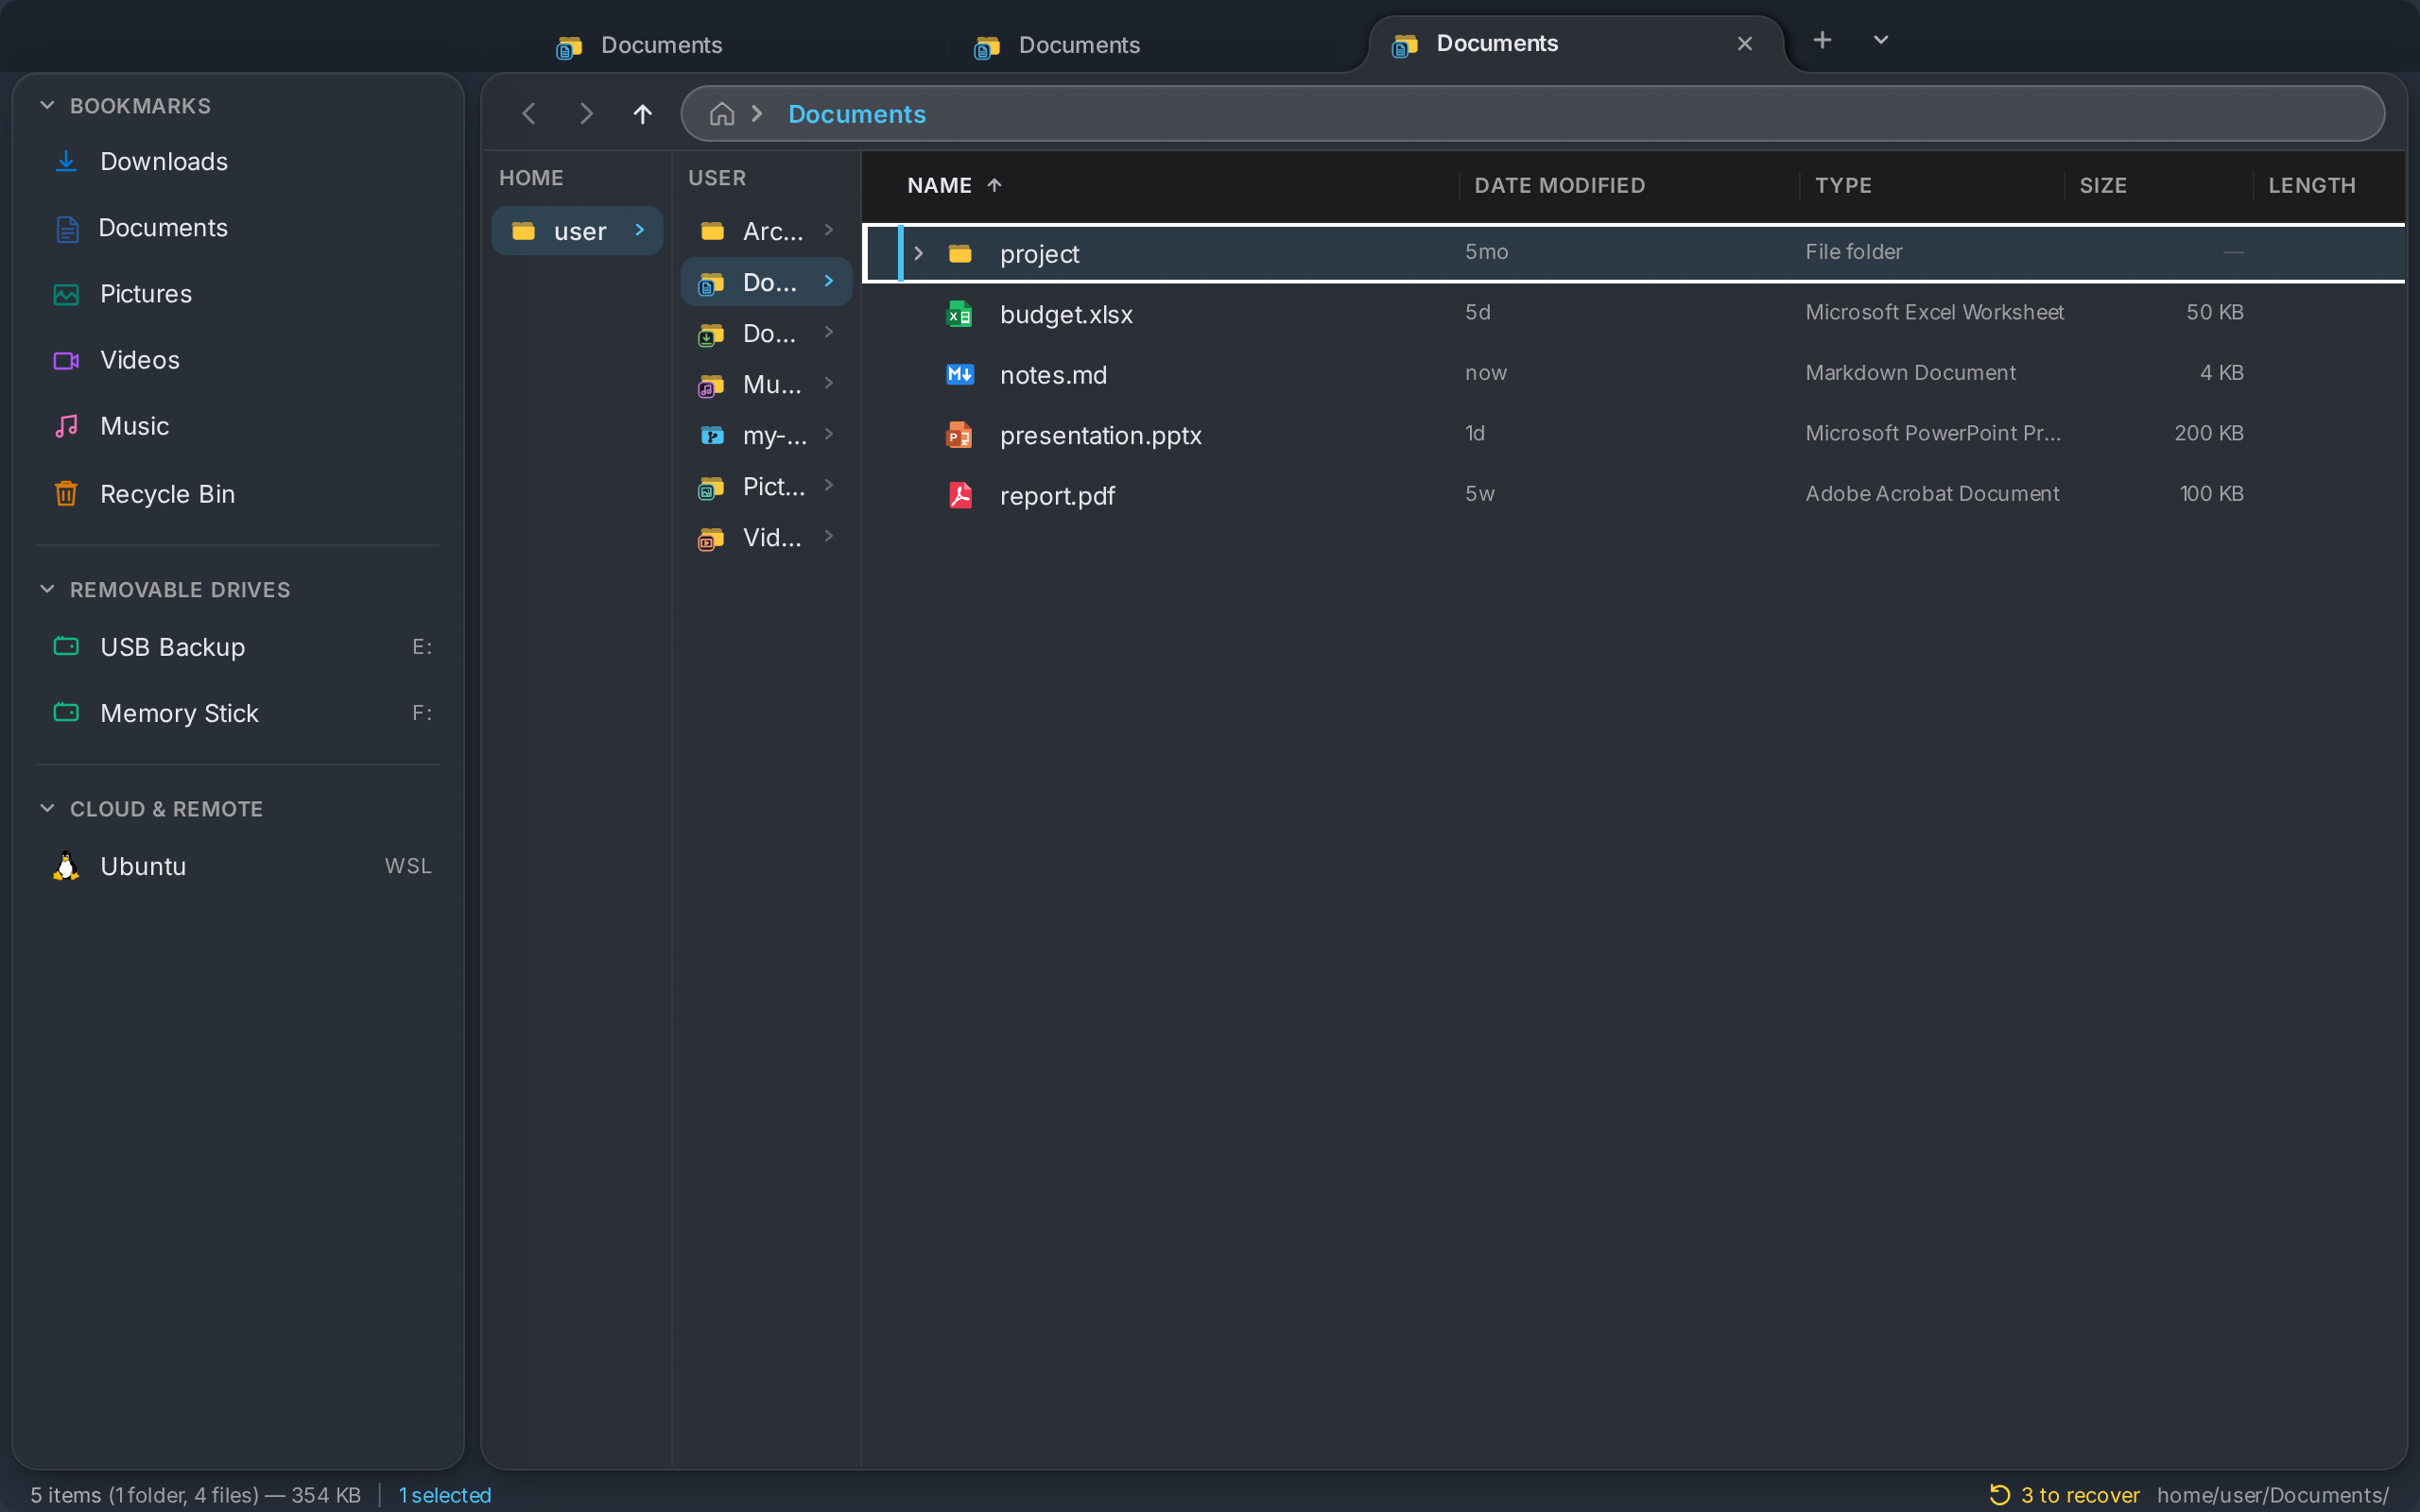 Documents
Documents
Documents
BOOKMARKS
Downloads
Documents
Pictures
Videos
Music
Recycle Bin
REMOVABLE DRIVES
USB Backup E:
Memory Stick F:
CLOUD & REMOTE
Ubuntu WSL
Documents
HOME
user
USER
Arc...
Do...
Do...
Mu...
my-...
Pict...
Vid...
NAME DATE MODIFIED TYPE SIZE LENGTH
project 5mo File folder —
budget.xlsx 5d Microsoft Excel Worksheet 50 KB
notes.md now Markdown Document 4 KB
presentation.pptx 1d Microsoft PowerPoint Pr... 200 KB
report.pdf 5w Adobe Acrobat Document 100 KB
5 items (1 folder, 4 files) — 354 KB 1 selected
3 to recover home/user/Documents/